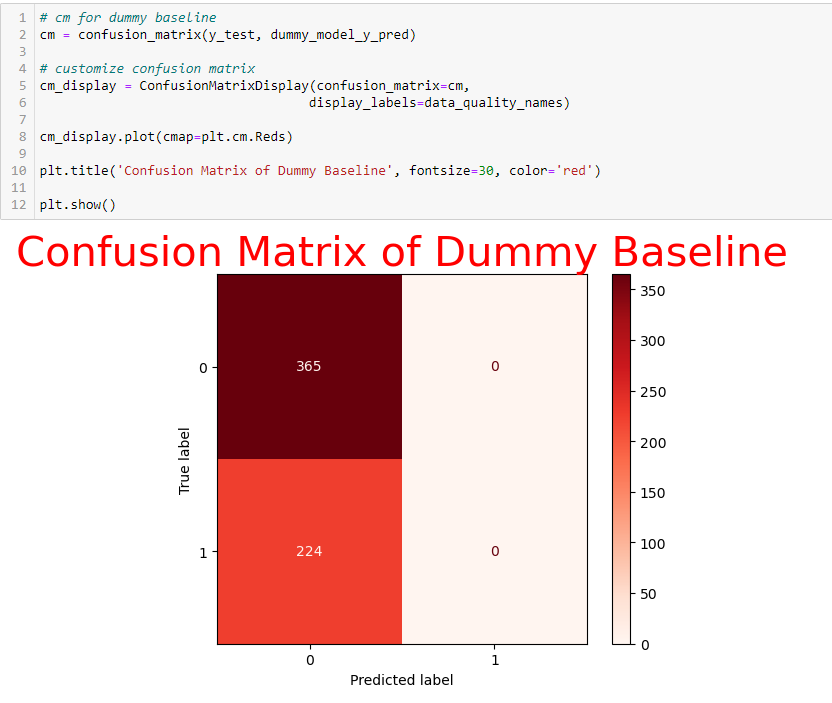 1 # cm for dummy baseline
2 cm = confusion_matrix(y_test, dummy_model_y_pred)
3
4 # customize confusion matrix
5 cm_display = ConfusionMatrixDisplay(confusion_matrix=cm,
6                                    display_labels=data_quality_names)
7
8 cm_display.plot(cmap=plt.cm.Reds)
9
10 plt.title('Confusion Matrix of Dummy Baseline', fontsize=30, color='red')
11
12 plt.show()
Confusion Matrix of Dummy Baseline
350
300
250
200
150
100
50
0
0
365
0
True label
1
224
0
0
1
Predicted label